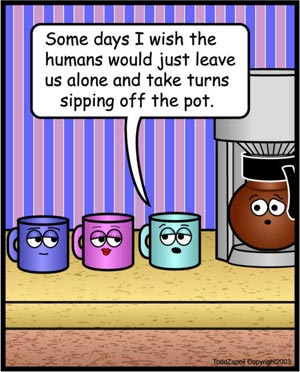 Some days I wish the
humans would just leave
us alone and take turns
sipping off the pot.
ToddZapoli Copyright2003